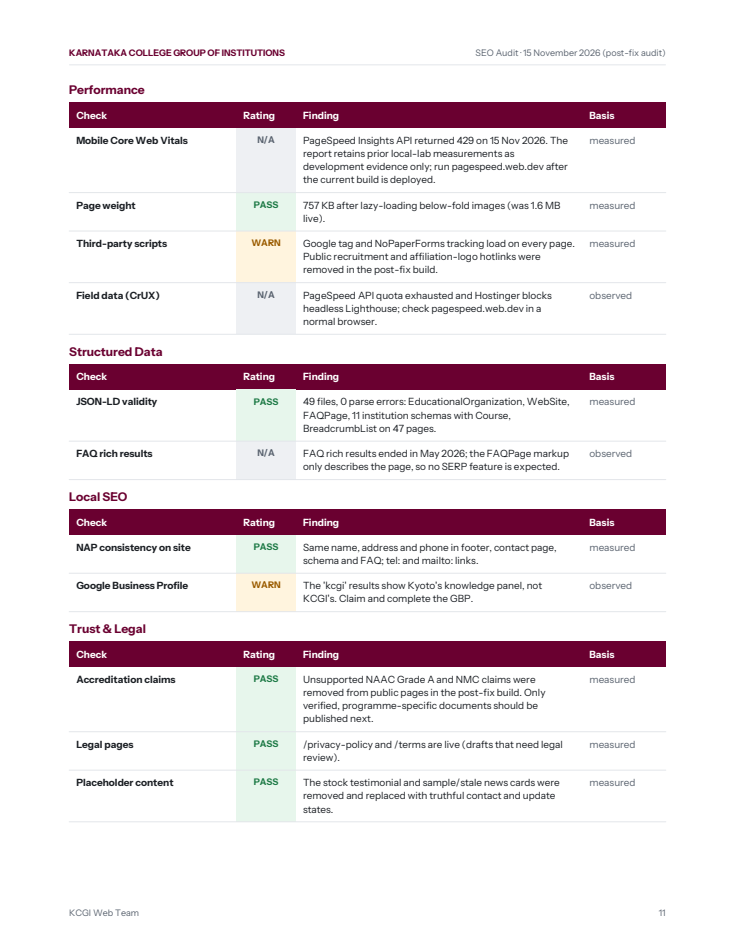 KARNATAKA COLLEGE GROUP OF INSTITUTIONS
SEO Audit · 15 November 2026 (post-fix audit)
Performance
Check Rating Finding Basis
Mobile Core Web Vitals N/A PageSpeed Insights API returned 429 on 15 Nov 2026. The measured
report retains prior local-lab measurements as
development evidence only; run pagespeed.web.dev after
the current build is deployed.
Page weight PASS 757 KB after lazy-loading below-fold images (was 1.6 MB measured
live).
Third-party scripts WARN Google tag and NoPaperForms tracking load on every page. measured
Public recruitment and affiliation-logo hotlinks were
removed in the post-fix build.
Field data (CrUX) N/A PageSpeed API quota exhausted and Hostinger blocks observed
headless Lighthouse; check pagespeed.web.dev in a
normal browser.
Structured Data
Check Rating Finding Basis
JSON-LD validity PASS 49 files, 0 parse errors: EducationalOrganization, WebSite, measured
FAQPage, 11 institution schemas with Course,
BreadcrumbList on 47 pages.
FAQ rich results N/A FAQ rich results ended in May 2026; the FAQPage markup observed
only describes the page, so no SERP feature is expected.
Local SEO
Check Rating Finding Basis
NAP consistency on site PASS Same name, address and phone in footer, contact page, measured
schema and FAQ; tel: and mailto: links.
Google Business Profile WARN The 'kcgi' results show Kyoto's knowledge panel, not observed
KCGI's. Claim and complete the GBP.
Trust & Legal
Check Rating Finding Basis
Accreditation claims PASS Unsupported NAAC Grade A and NMC claims were measured
removed from public pages in the post-fix build. Only
verified, programme-specific documents should be
published next.
Legal pages PASS /privacy-policy and /terms are live (drafts that need legal measured
review).
Placeholder content PASS The stock testimonial and sample/stale news cards were measured
removed and replaced with truthful contact and update
states.
KCGI Web Team
11